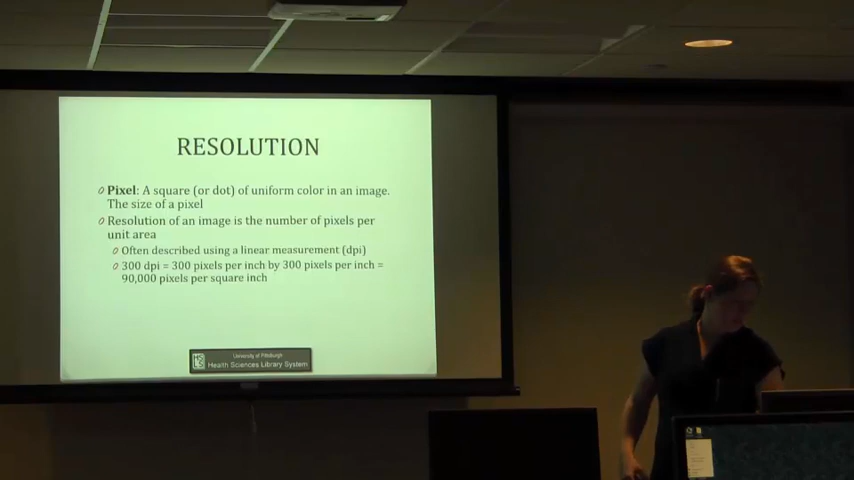 RESOLUTION
Pixel: A square (or dot) of uniform color in an image.
The size of a pixel
Resolution of an image is the number of pixels per
unit area
Often described using a linear measurement (dpi)
300 dpi = 300 pixels per inch by 300 pixels per inch =
90,000 pixels per square inch
University of Pittsburgh
Health Sciences Library System